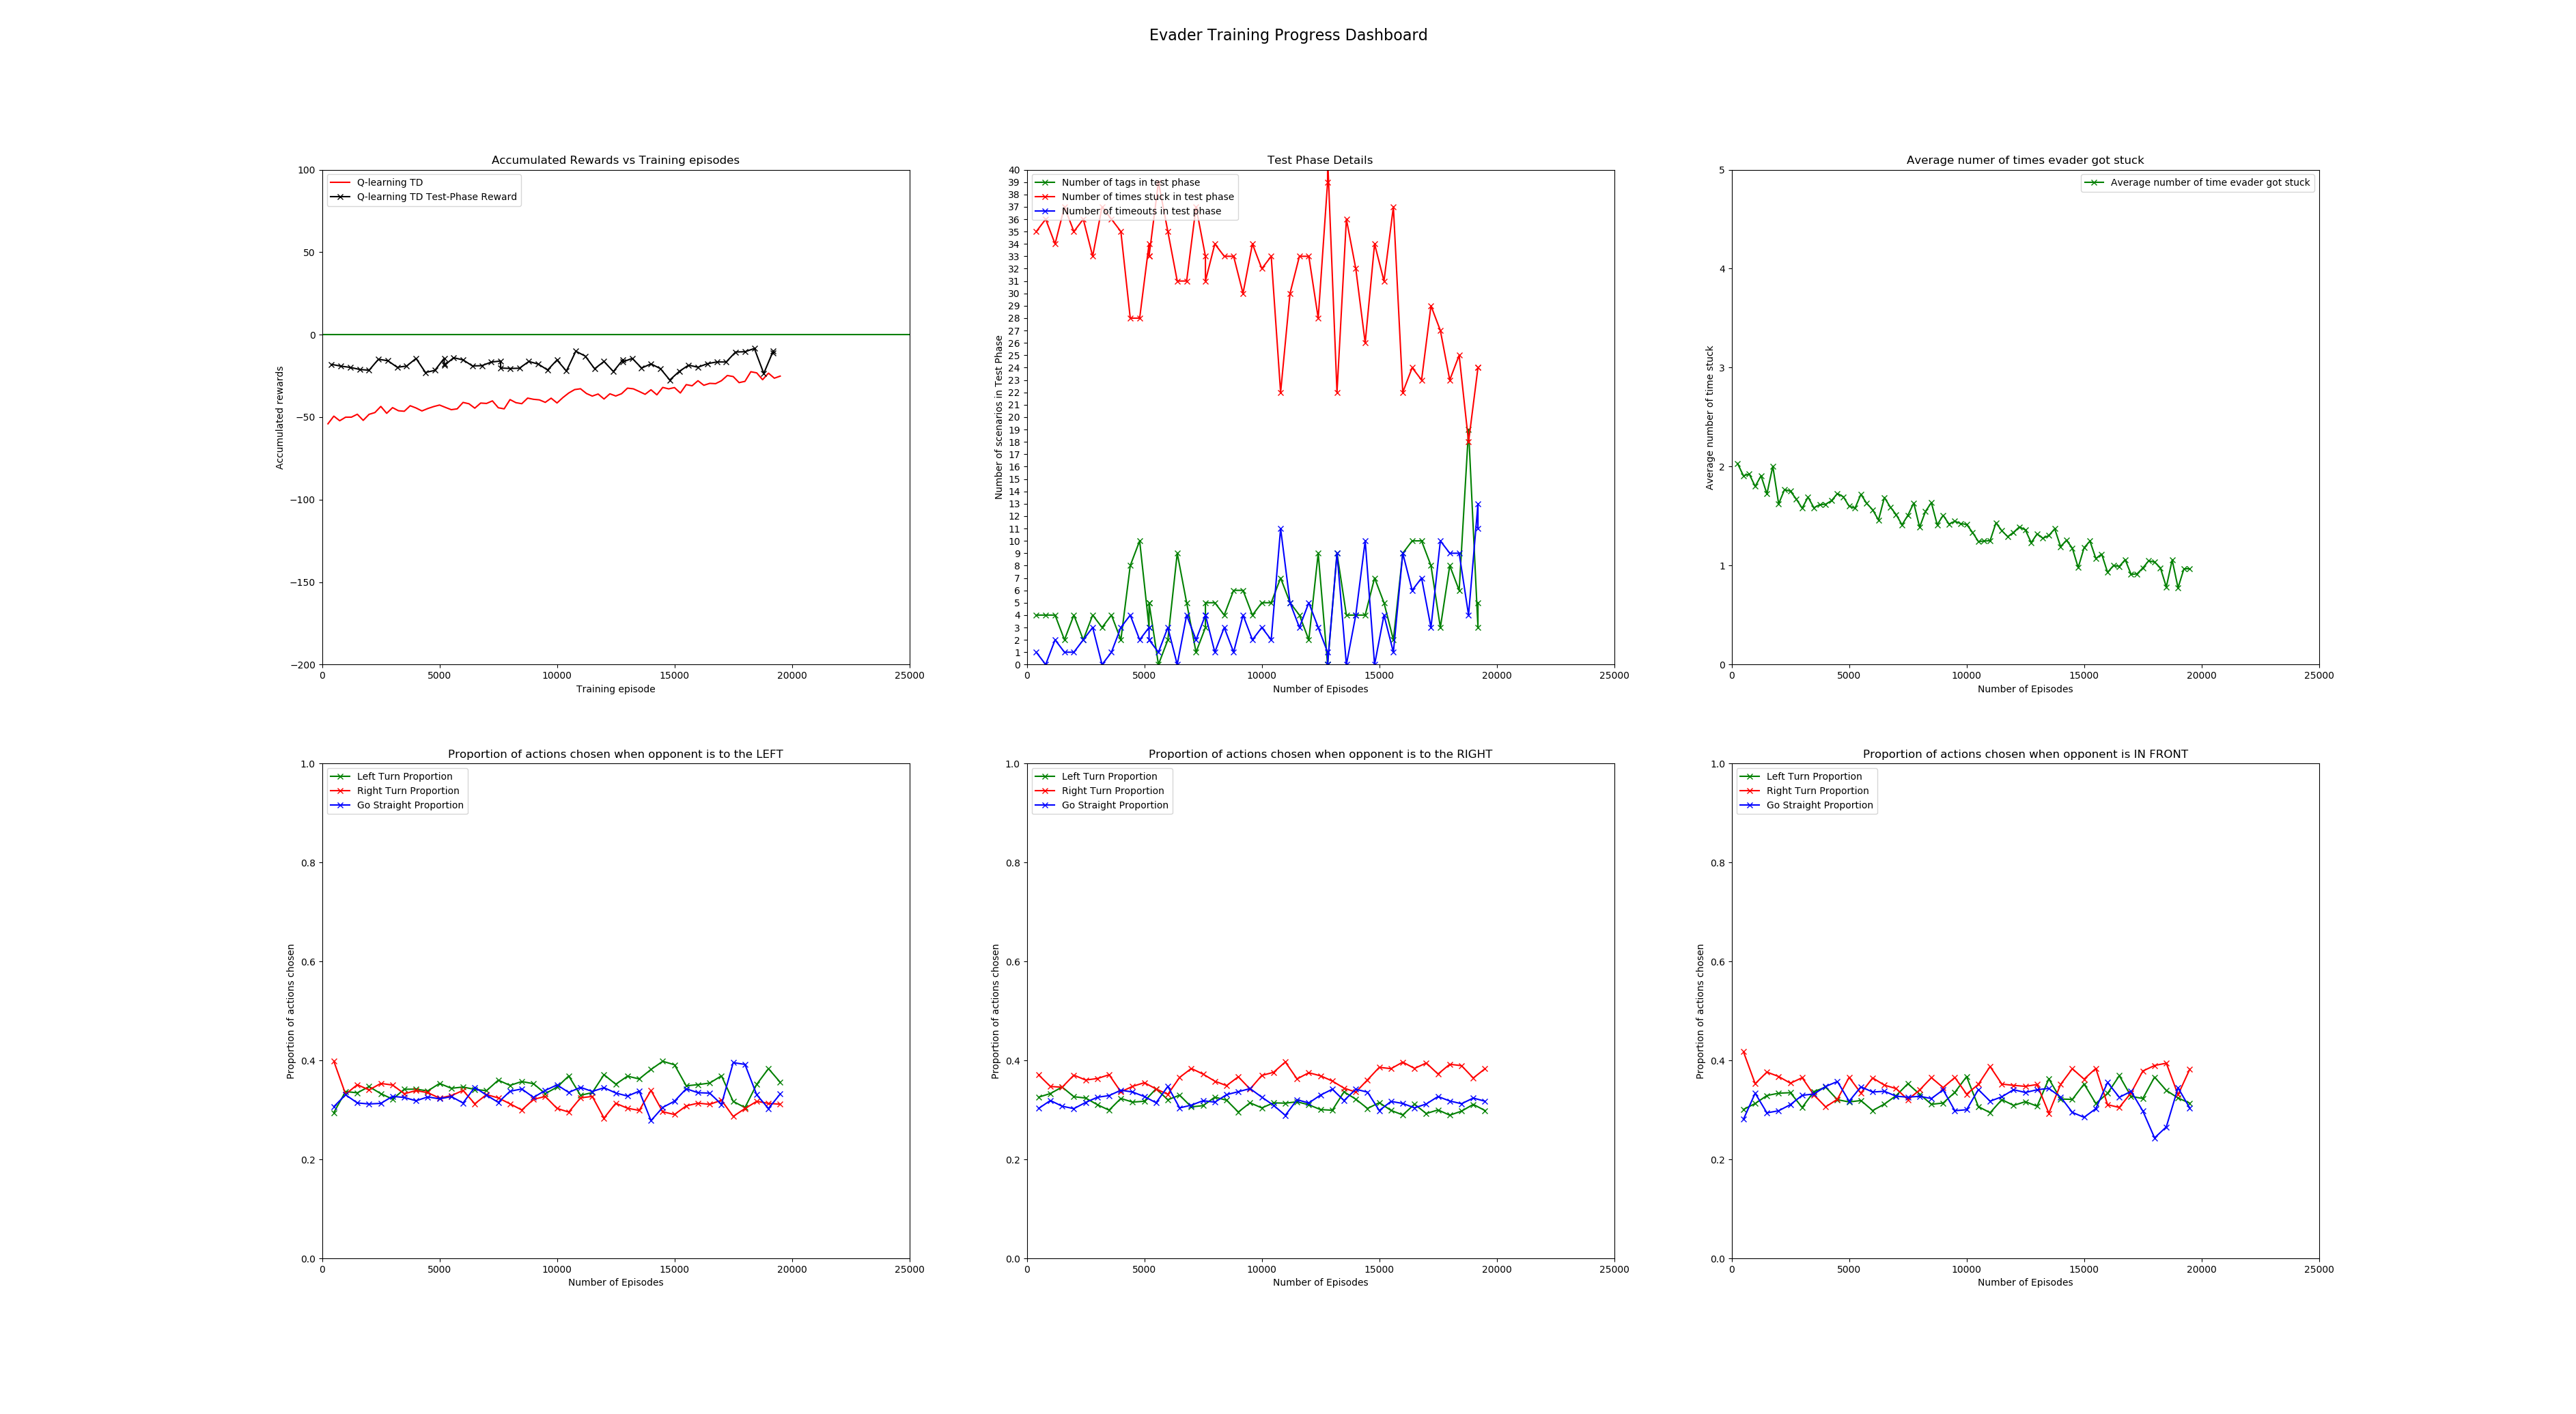 Evader Training Progress Dashboard
Accumulated Rewards vs Training episodes
Q-learning TD
Q-learning TD Test-Phase Reward
100
50
0
−50
−100
−150
−200
Accumulated rewards
0 5000 10000 15000 20000 25000
Training episode
Test Phase Details
Number of tags in test phase
Number of times stuck in test phase
Number of timeouts in test phase
40
39
38
37
36
35
34
33
32
31
30
29
28
27
26
25
24
23
22
21
20
19
18
17
16
15
14
13
12
11
10
9
8
7
6
5
4
3
2
1
0
Number of scenarios in Test Phase
0 5000 10000 15000 20000 25000
Number of Episodes
Average numer of times evader got stuck
Average number of time evader got stuck
5
4
3
2
1
0
Average number of time stuck
0 5000 10000 15000 20000 25000
Number of Episodes
Proportion of actions chosen when opponent is to the LEFT
Left Turn Proportion
Right Turn Proportion
Go Straight Proportion
1.0
0.8
0.6
0.4
0.2
0.0
Proportion of actions chosen
0 5000 10000 15000 20000 25000
Number of Episodes
Proportion of actions chosen when opponent is to the RIGHT
Left Turn Proportion
Right Turn Proportion
Go Straight Proportion
1.0
0.8
0.6
0.4
0.2
0.0
Proportion of actions chosen
0 5000 10000 15000 20000 25000
Number of Episodes
Proportion of actions chosen when opponent is IN FRONT
Left Turn Proportion
Right Turn Proportion
Go Straight Proportion
1.0
0.8
0.6
0.4
0.2
0.0
Proportion of actions chosen
0 5000 10000 15000 20000 25000
Number of Episodes